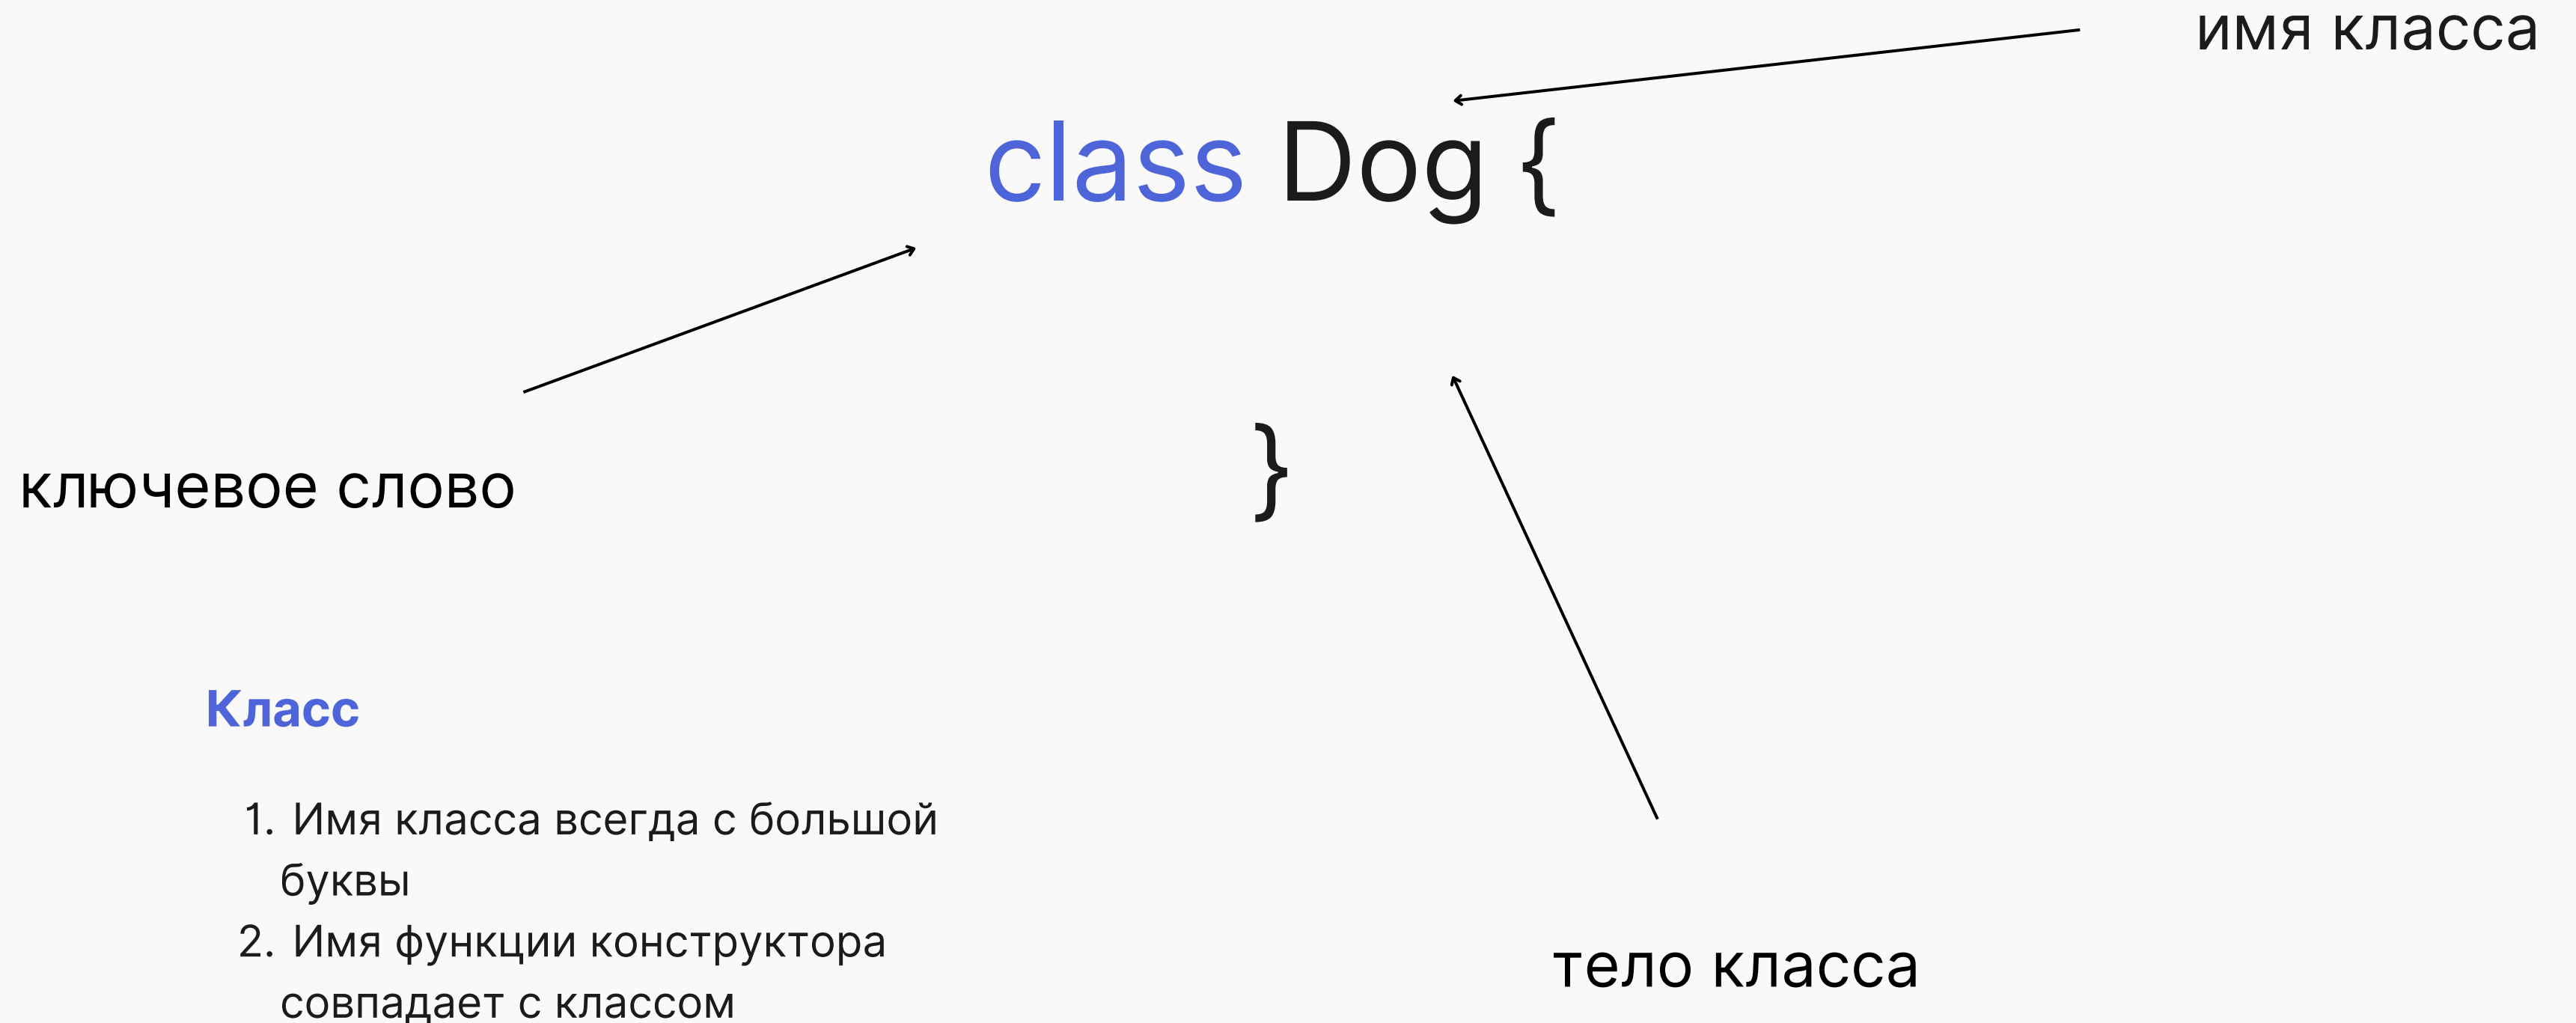 имя класса
class Dog {
}
ключевое слово
Класс
1. Имя класса всегда с большой
буквы
2. Имя функции конструктора
совпадает с классом
тело класса